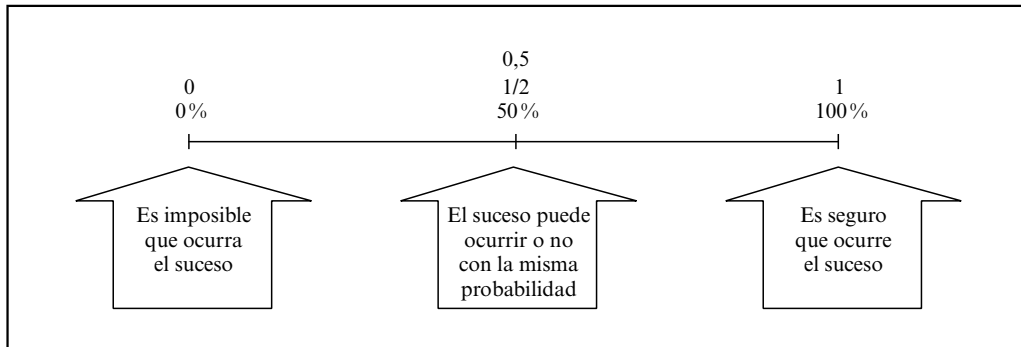 0
0%
0,5
1/2
50%
1
100%
Es imposible
que ocurra
el suceso
El suceso puede
ocurrir o no
con la misma
probabilidad
Es seguro
que ocurre
el suceso